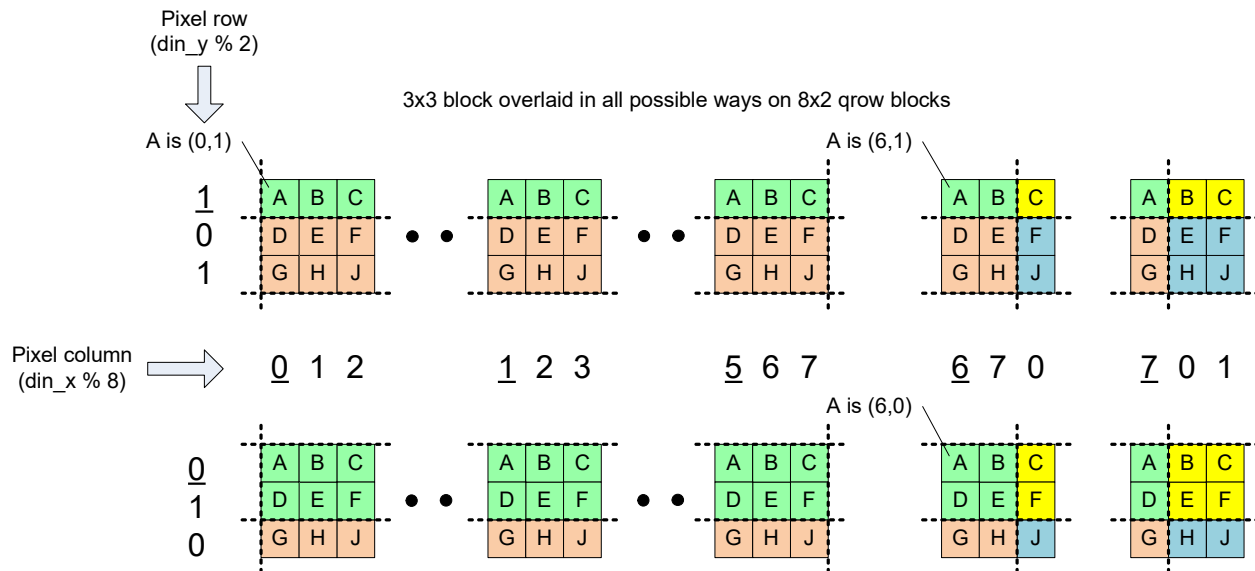 Pixel row
(din_y % 2)
3x3 block overlaid in all possible ways on 8x2 qrow blocks
A is (0,1)
A is (6,1)
1 A B C A B C A B C A B C A B C
0 D E F D E F D E F D E F D E F
1 G H J G H J G H J G H J G H J
Pixel column
(din_x % 8)
0 1 2 1 2 3 5 6 7 6 7 0 7 0 1
A is (6,0)
0 A B C A B C A B C A B C A B C
1 D E F D E F D E F D E F D E F
0 G H J G H J G H J G H J G H J